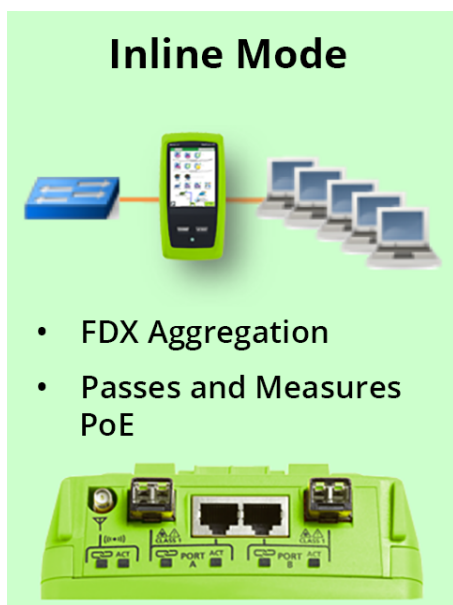 Inline Mode
• FDX Aggregation
• Passes and Measures
PoE
CLASS 1
CLASS 1
ACT
PORT
A
ACT
PORT
B
ACT